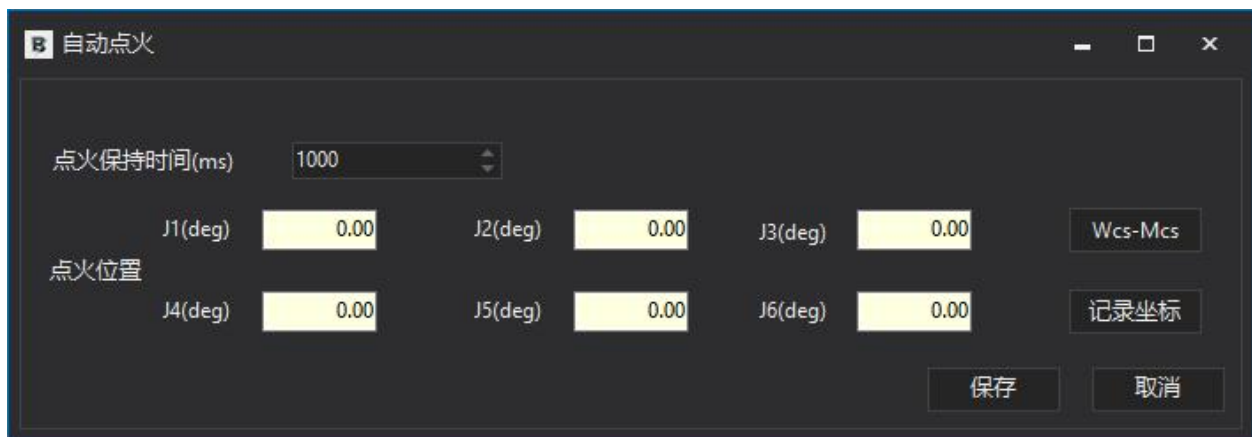 B 自动点火
点火保持时间(ms) 1000
J1(deg) 0.00 J2(deg) 0.00 J3(deg) 0.00 Wcs-Mcs
点火位置
J4(deg) 0.00 J5(deg) 0.00 J6(deg) 0.00 记录坐标
保存 取消